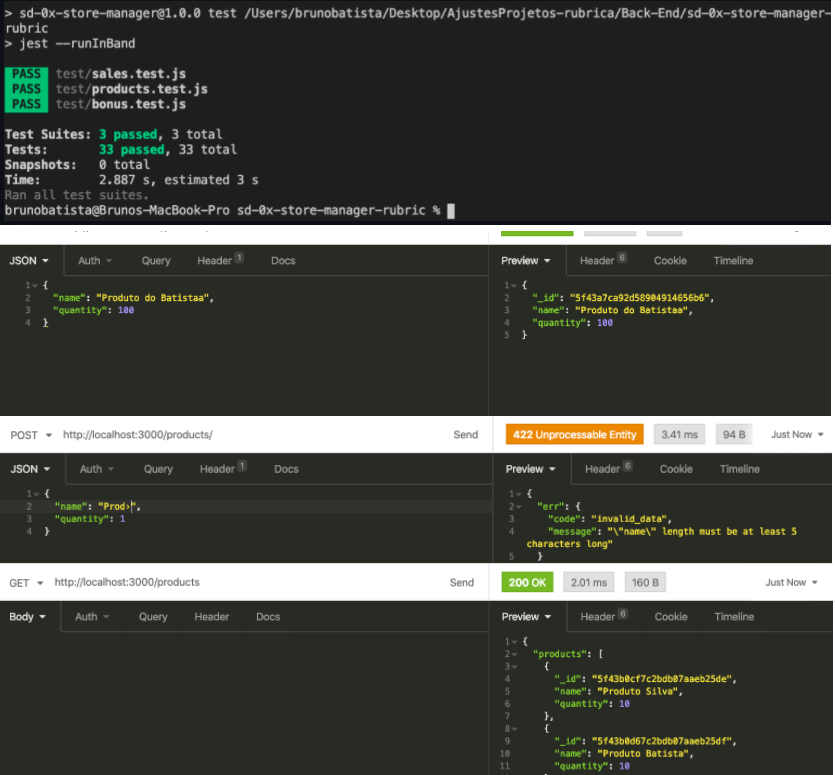 > sd-0x-store-manager@1.0.0 test /Users/brunobatista/Desktop/AjustesProjetos-rubrica/Back-End/sd-0x-store-manager-
rubric
> jest --runInBand
PASS test/sales.test.js
PASS test/products.test.js
PASS test/bonus.test.js
Test Suites: 3 passed, 3 total
Tests: 33 passed, 33 total
Snapshots: 0 total
Time: 2.887 s, estimated 3 s
Ran all test suites.
brunobatista@Brunos-MacBook-Pro sd-0x-store-manager-rubric %
JSON Auth Query Header 1 Docs
1 {
2 "name": "Produto do Batistaa",
3 "quantity": 100
4 }
Preview Header 6 Cookie Timeline
1 {
2 "_id": "5f43a7ca92d58904914656b6",
3 "name": "Produto do Batistaa",
4 "quantity": 100
5 }
POST http://localhost:3000/products/ Send
422 Unprocessable Entity 3.41 ms 94 B Just Now
JSON Auth Query Header 1 Docs
1 {
2 "name": "Prod›",
3 "quantity": 1
4 }
Preview Header 6 Cookie Timeline
1 {
2 "err": {
3 "code": "invalid_data",
4 "message": "\"name\" length must be at least 5
characters long"
5 }
GET http://localhost:3000/products Send
200 OK 2.01 ms 160 B Just Now
Body Auth Query Header Docs
Preview Header 6 Cookie Timeline
1 {
2 "products": [
3 {
4 "_id": "5f43b0cf7c2bdb07aaeb25de",
5 "name": "Produto Silva",
6 "quantity": 10
7 },
8 {
9 "_id": "5f43b0d67c2bdb07aaeb25df",
10 "name": "Produto Batista",
11 "quantity": 10